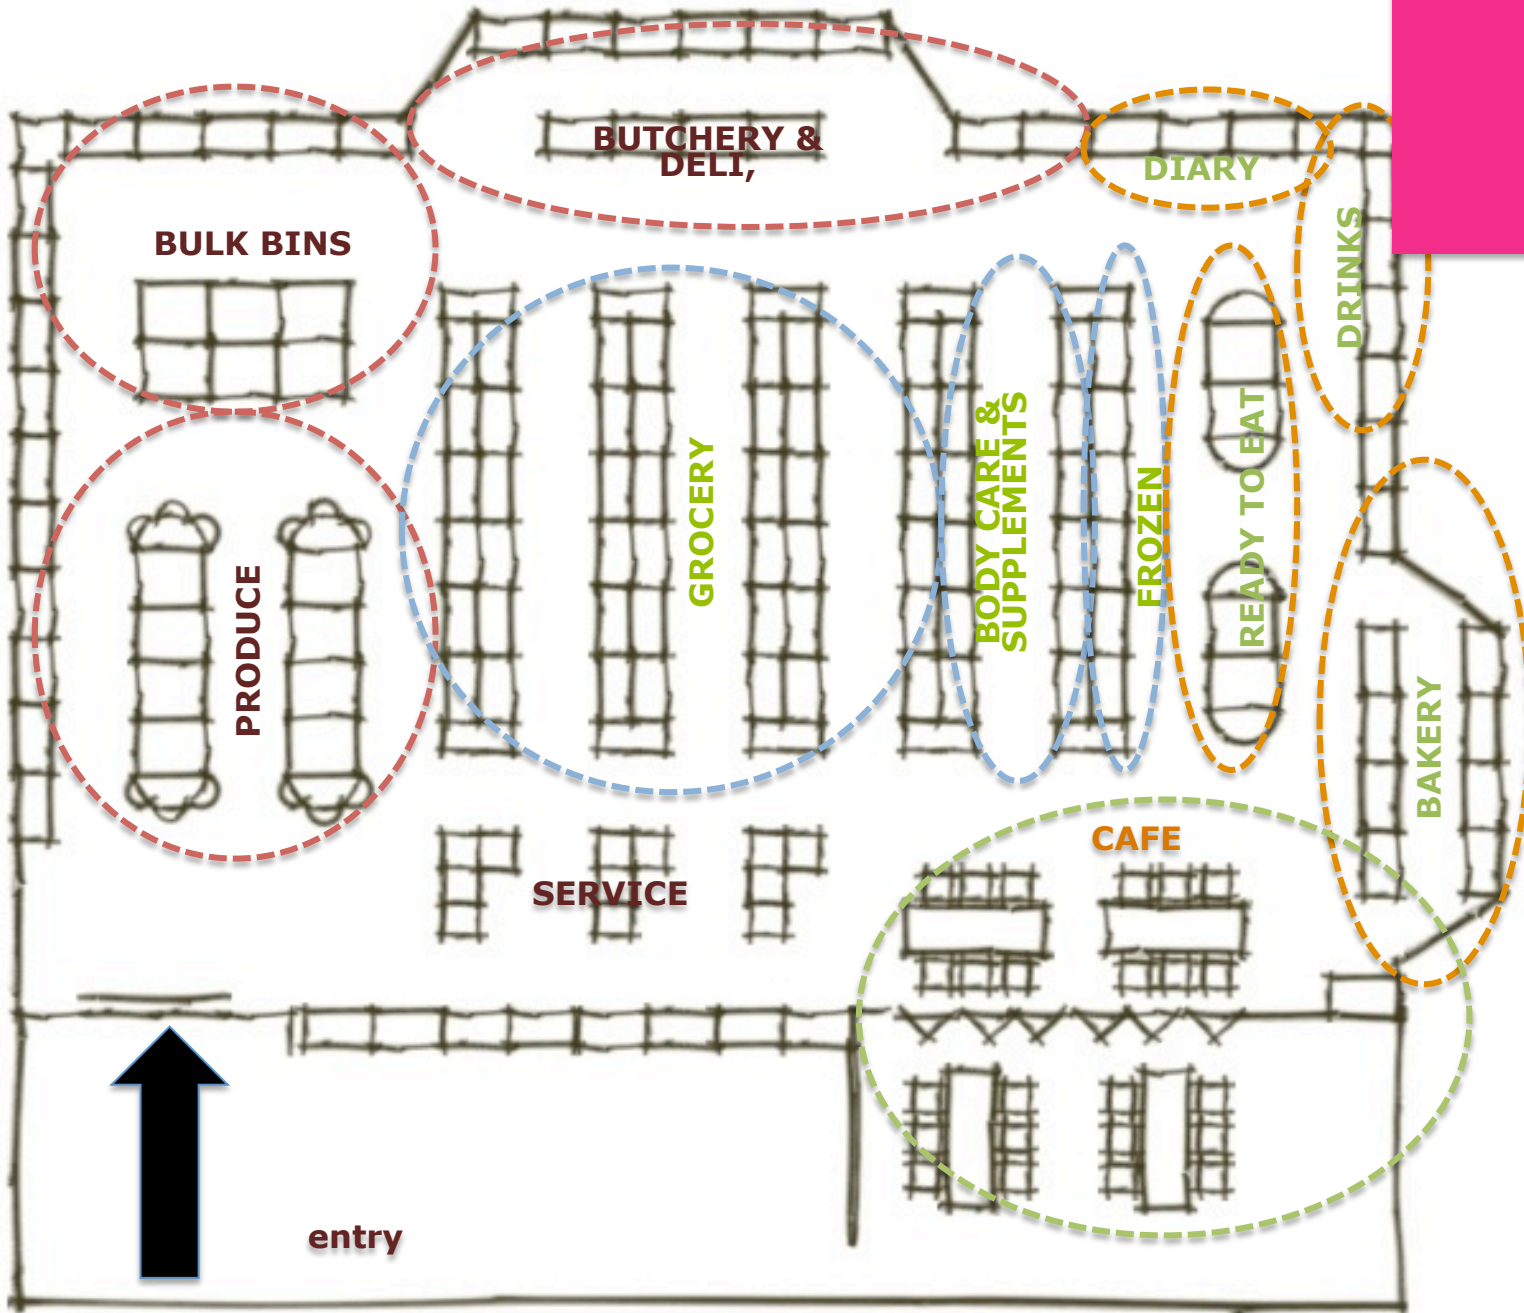 BUTCHERY &
DELI,
DIARY
DRINKS
BULK BINS
GROCERY
BODY CARE &
SUPPLEMENTS
FROZEN
READY TO EAT
PRODUCE
BAKERY
CAFE
SERVICE
entry